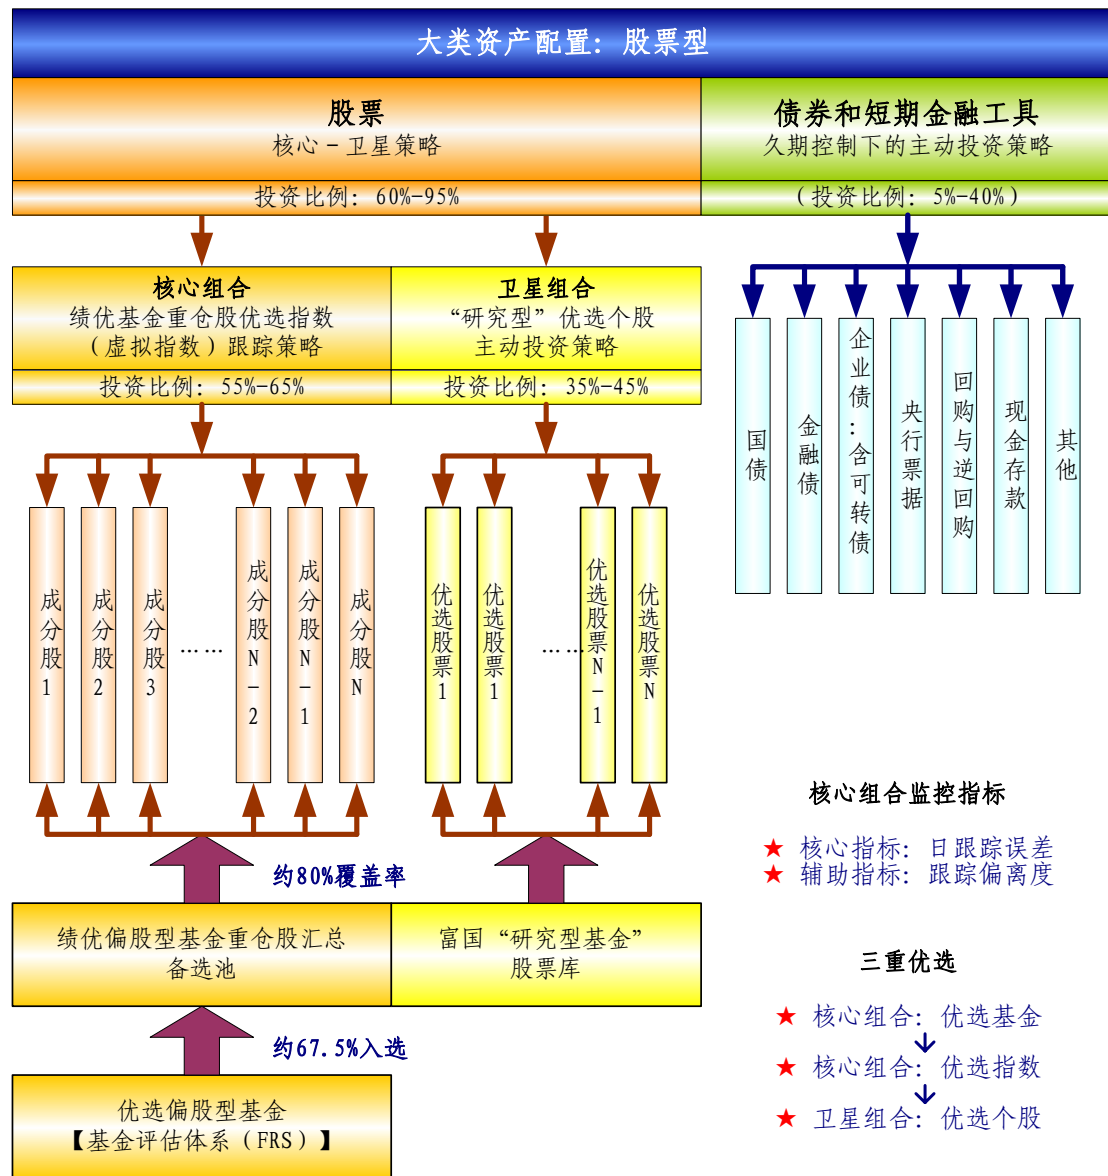 大类资产配置：股票型
股票
核心－卫星策略
投资比例：60%-95%
债券和短期金融工具
久期控制下的主动投资策略
（投资比例：5%-40%）
核心组合
绩优基金重仓股优选指数
（虚拟指数）跟踪策略
投资比例：55%-65%
卫星组合
“研究型”优选个股
主动投资策略
投资比例：35%-45%
国债
金融债
企业债：含可转债
央行票据
回购与逆回购
现金存款
其他
成分股1
成分股2
成分股3
……
成分股N-2
成分股N-1
成分股N
优选股票1
优选股票1
……
优选股票N-1
优选股票N
约80%覆盖率
绩优偏股型基金重仓股汇总
备选池
富国“研究型基金”
股票库
约67.5%入选
优选偏股型基金
【基金评估体系（FRS）】
核心组合监控指标
★ 核心指标：日跟踪误差
★ 辅助指标：跟踪偏离度
三重优选
★ 核心组合：优选基金
★ 核心组合：优选指数
★ 卫星组合：优选个股